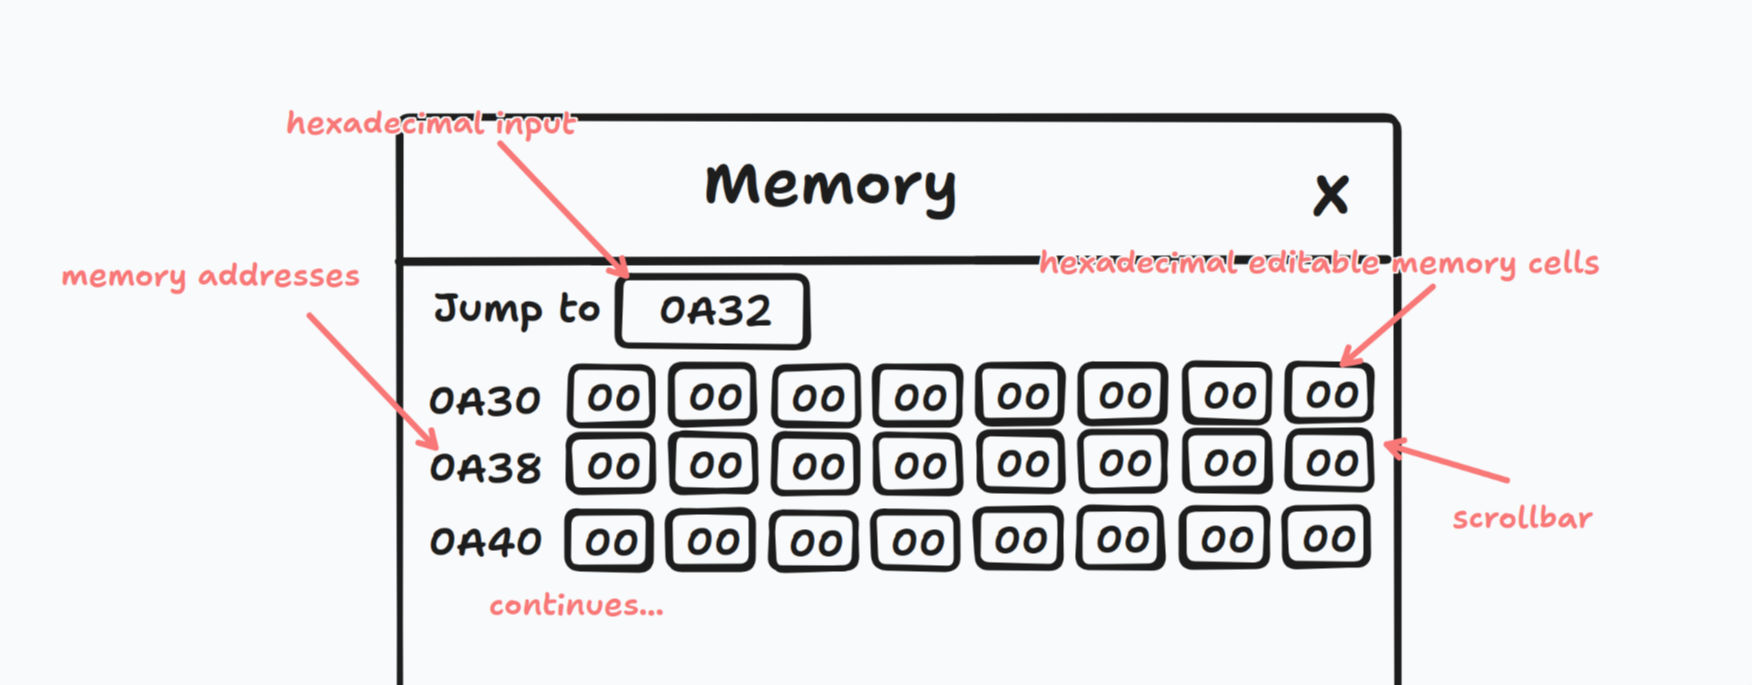 hexadecimal input
Memory X
hexadecimal editable memory cells
memory addresses
Jump to 0A32
0A30 00 00 00 00 00 00 00 00
0A38 00 00 00 00 00 00 00 00
scrollbar
0A40 00 00 00 00 00 00 00 00
continues...